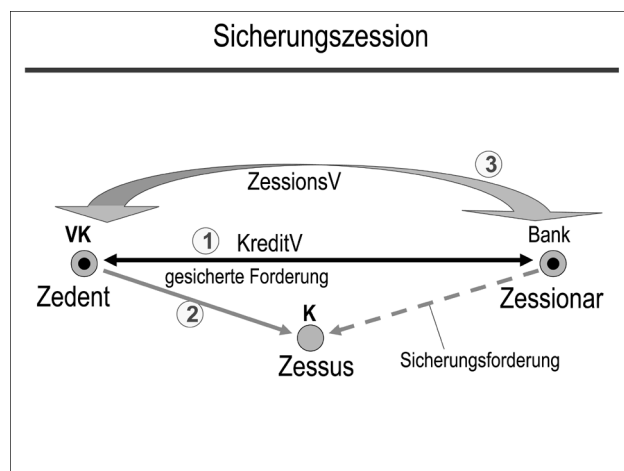 Sicherungszession
3
ZessionsV
VK
1
KreditV
Bank
gesicherte Forderung
Zedent
Zessionar
2
K
Zessus
Sicherungsforderung